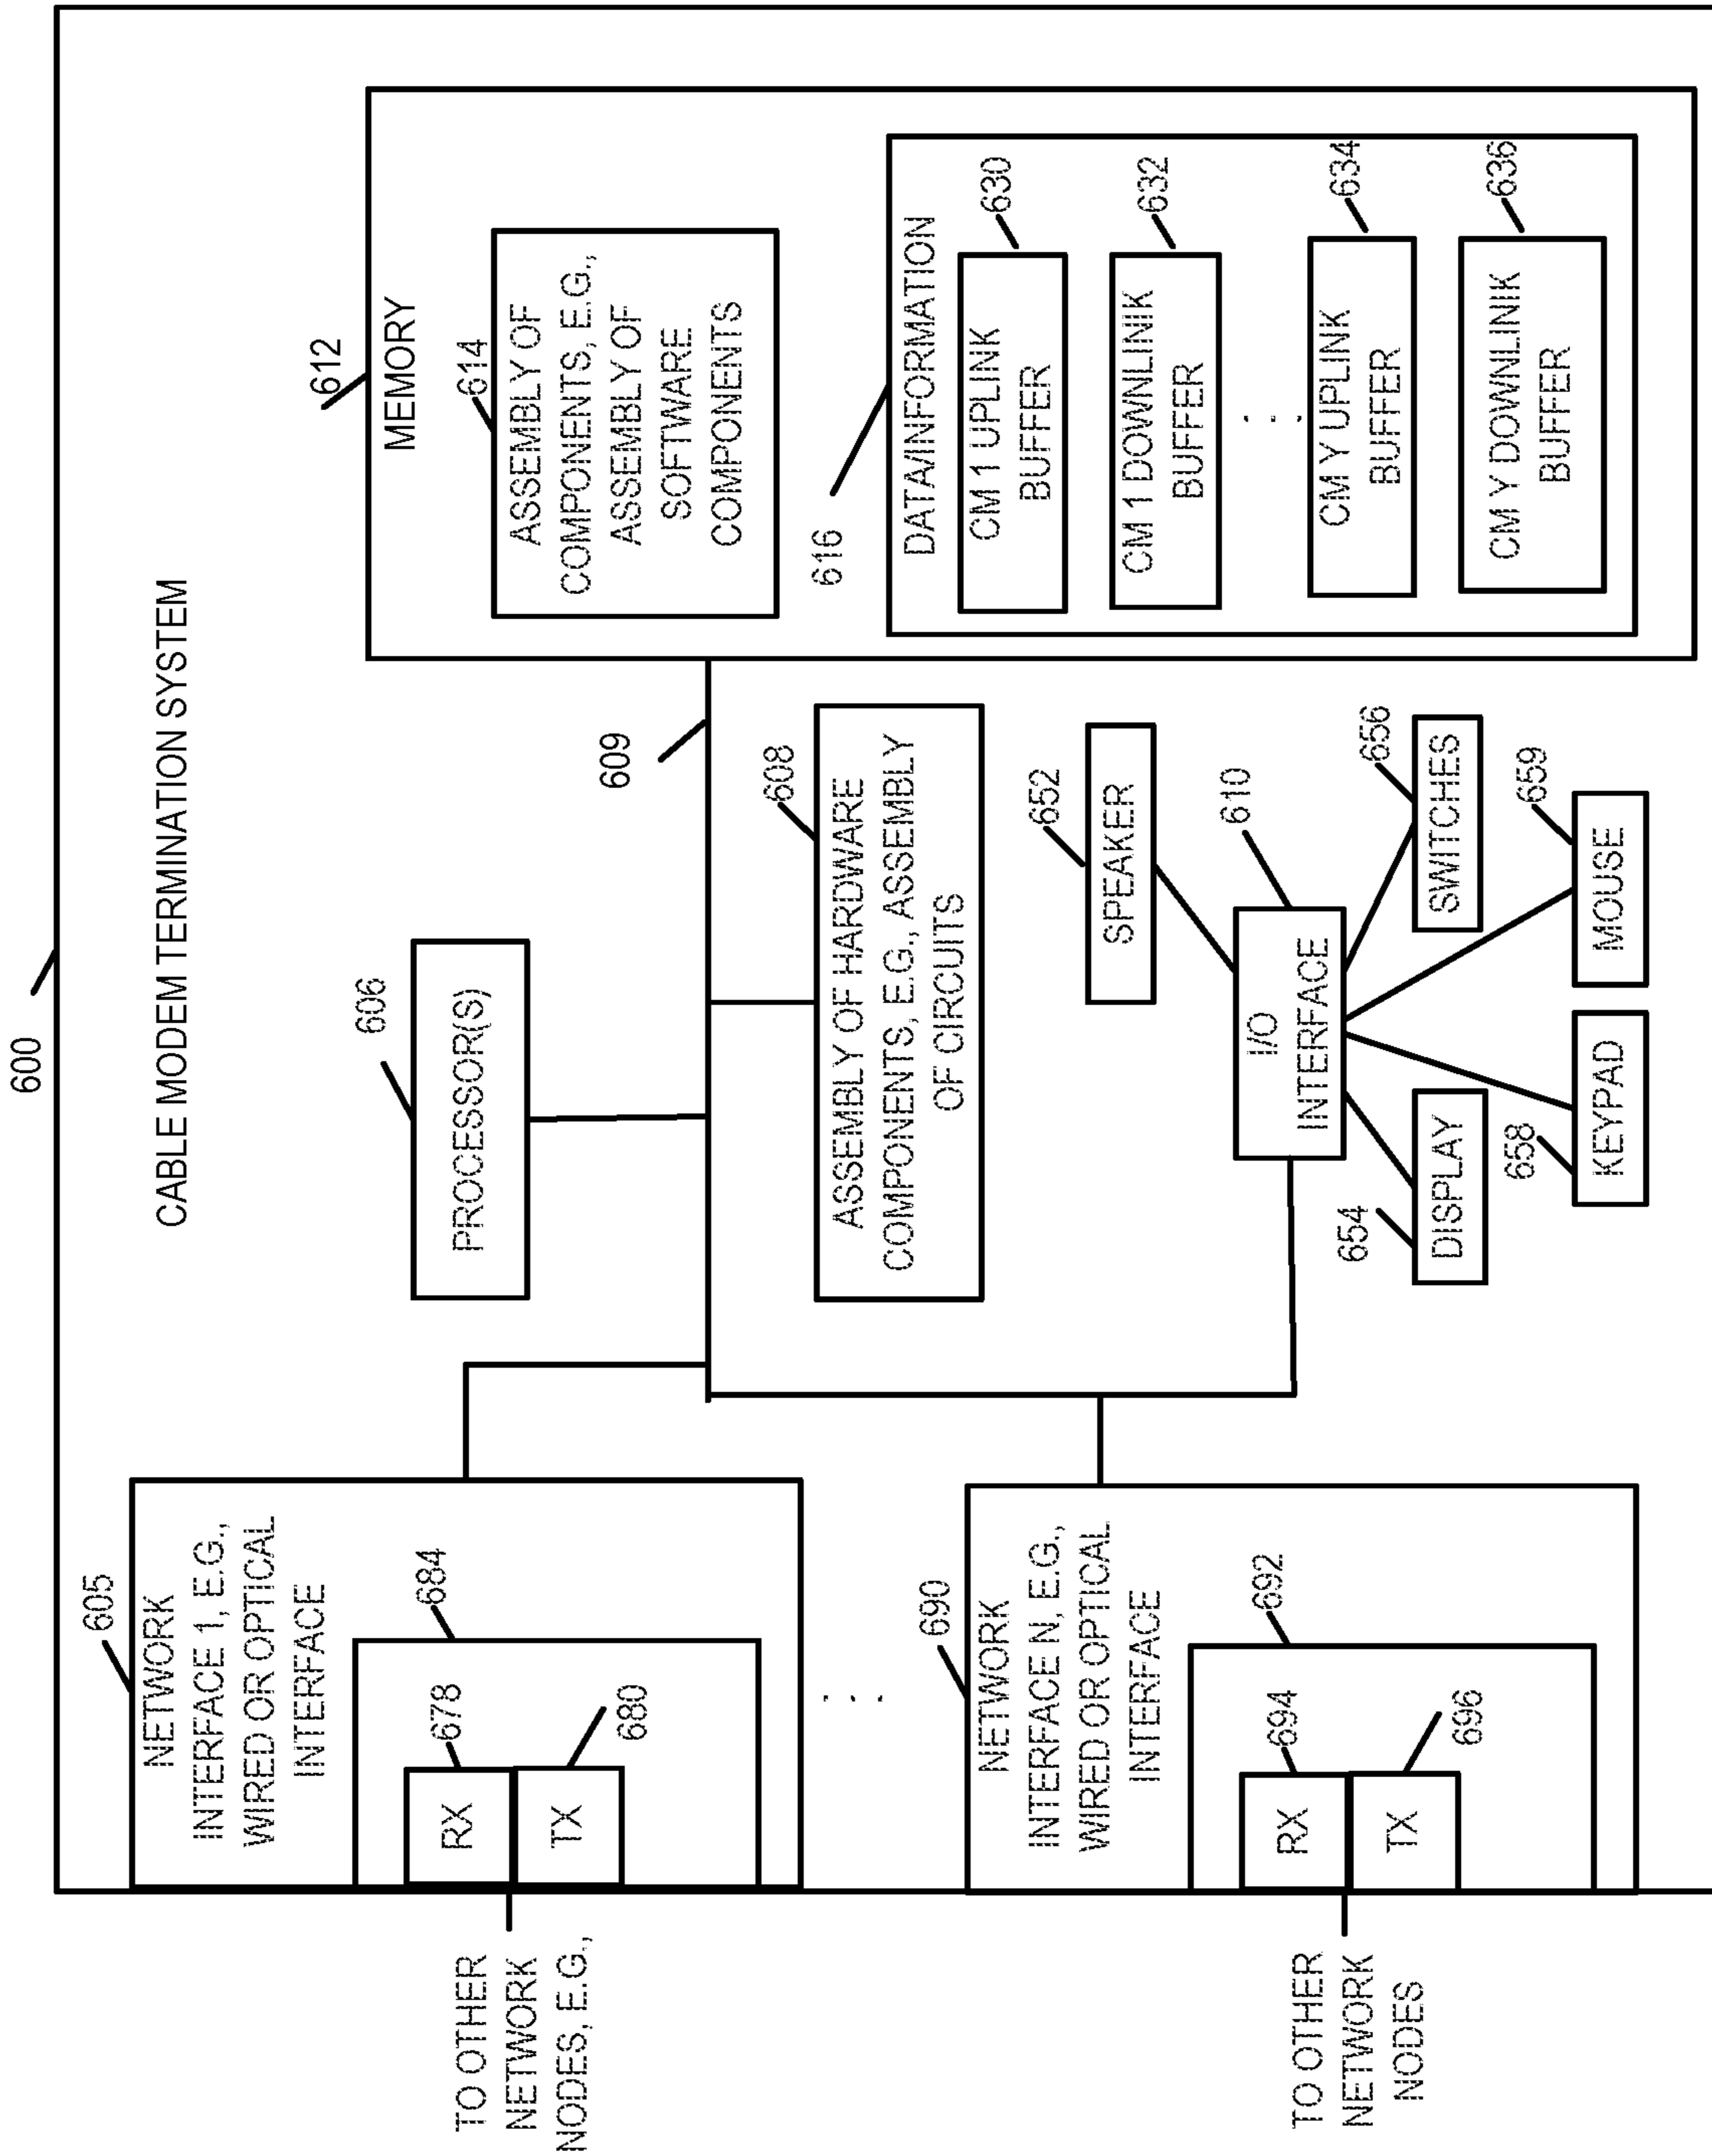 600
CABLE MODEM TERMINATION SYSTEM
605
NETWORK
INTERFACE 1, E.G.,
WIRED OR OPTICAL
INTERFACE
684
678
RX
TX
680
TO OTHER
NETWORK
NODES, E.G.,
690
NETWORK
INTERFACE N, E.G.,
WIRED OR OPTICAL
INTERFACE
692
694
RX
TX
696
TO OTHER
NETWORK
NODES
606
PROCESSOR(S)
609
608
ASSEMBLY OF HARDWARE
COMPONENTS, E.G., ASSEMBLY
OF CIRCUITS
652
SPEAKER
610
I/O
INTERFACE
654
DISPLAY
658
KEYPAD
656
SWITCHES
659
MOUSE
612
MEMORY
614
ASSEMBLY OF
COMPONENTS, E.G.,
ASSEMBLY OF
SOFTWARE
COMPONENTS
616
DATA\INFORMATION
630
CM 1 UPLINK
BUFFER
632
CM 1 DOWNLINIK
BUFFER
634
CM Y UPLINK
BUFFER
636
CM Y DOWNLINIK
BUFFER